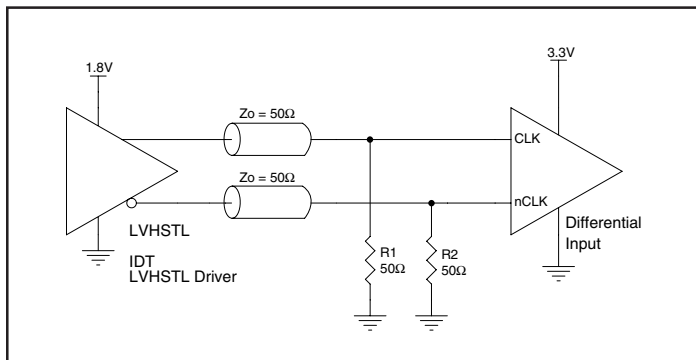 1.8V
3.3V
Zo = 50Ω
CLK
Zo = 50Ω
nCLK
LVHSTL
IDT
LVHSTL Driver
R1
50Ω
R2
50Ω
Differential
Input